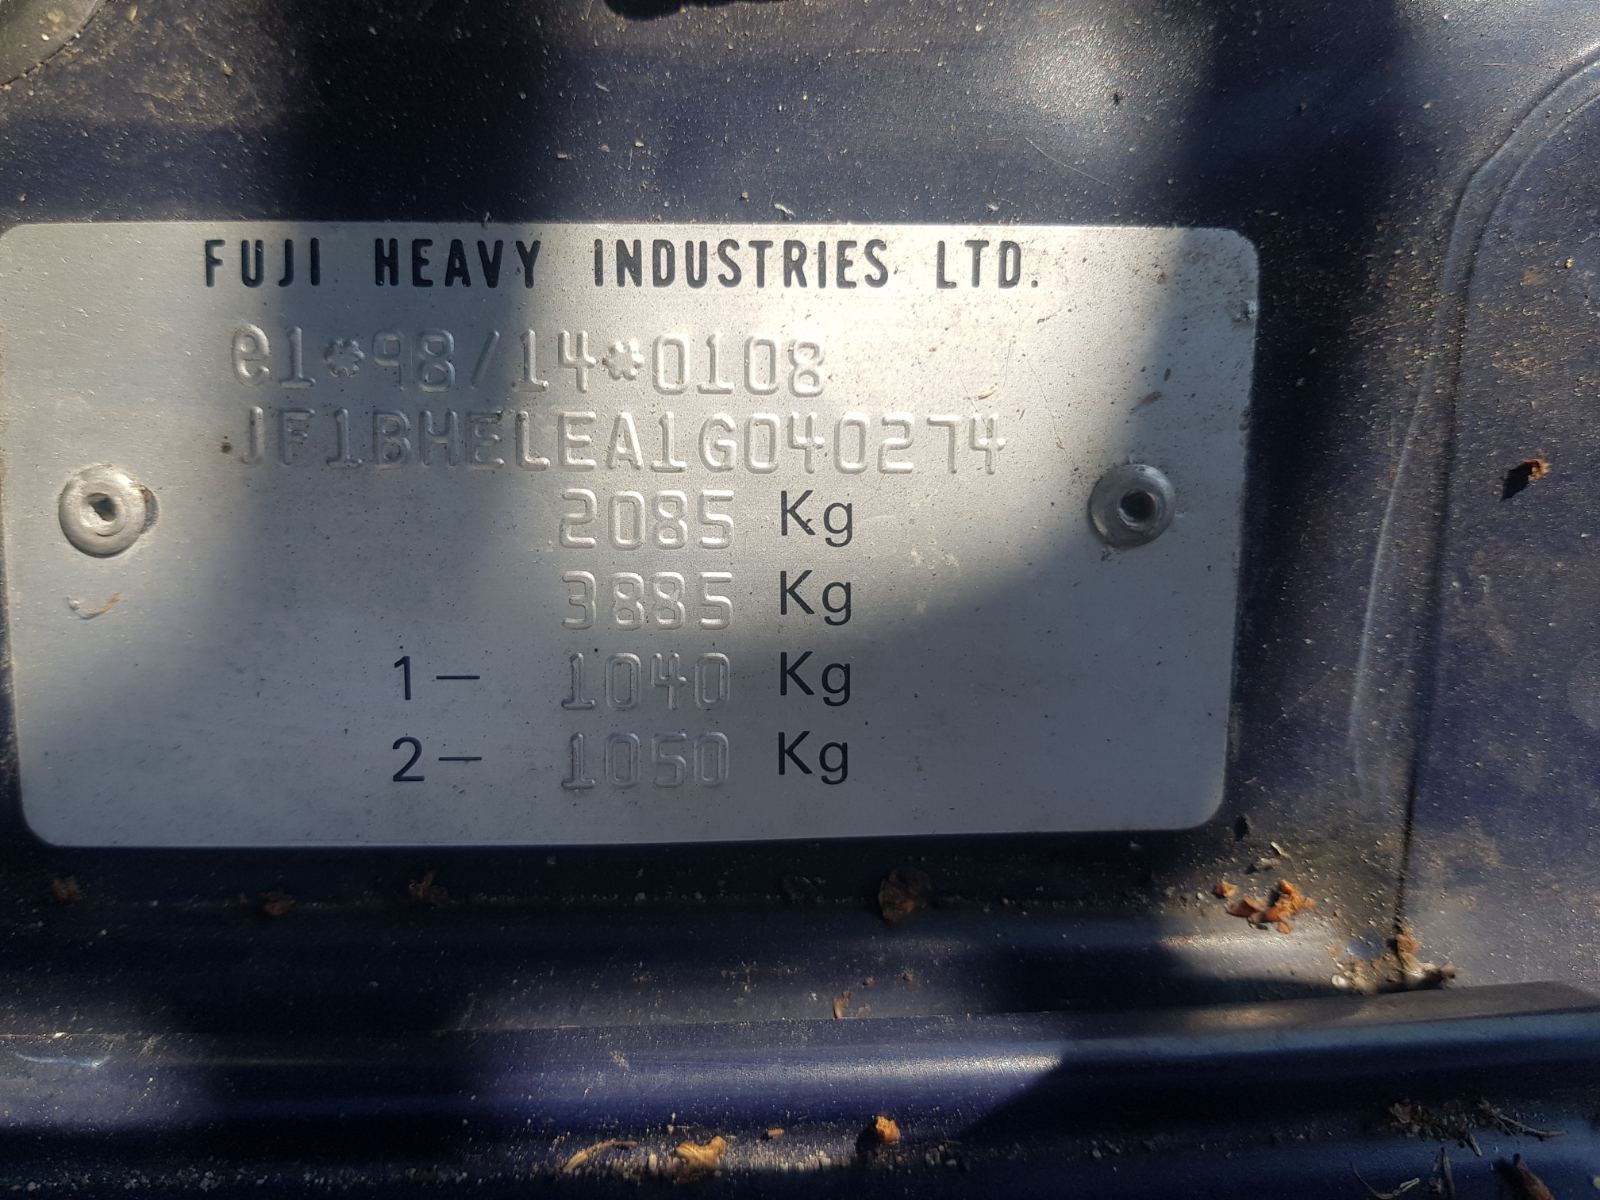 FUJI HEAVY INDUSTRIES LTD.
e1*98/14*0108
JF1BHELEA1G040274
2085 Kg
3885 Kg
1- 1040 Kg
2- 1050 Kg